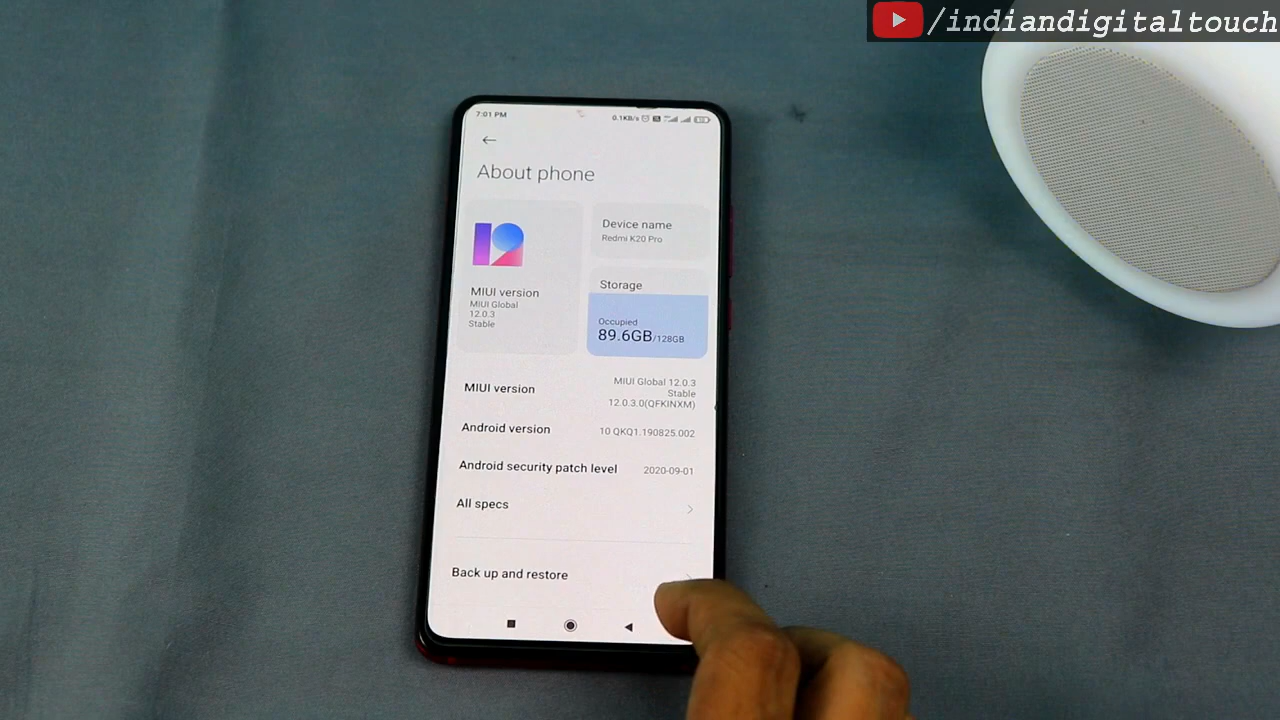 /indiandigitaltouch
7:01 PM
0.1KB/s
About phone
Device name
Redmi K20 Pro
MIUI version
MIUI Global
12.0.3
Stable
Storage
Occupied
89.6GB/128GB
MIUI version
MIUI Global 12.0.3
Stable
12.0.3.0(QFKINXM)
Android version
10 QKQ1.190825.002
Android security patch level
2020-09-01
All specs
Back up and restore